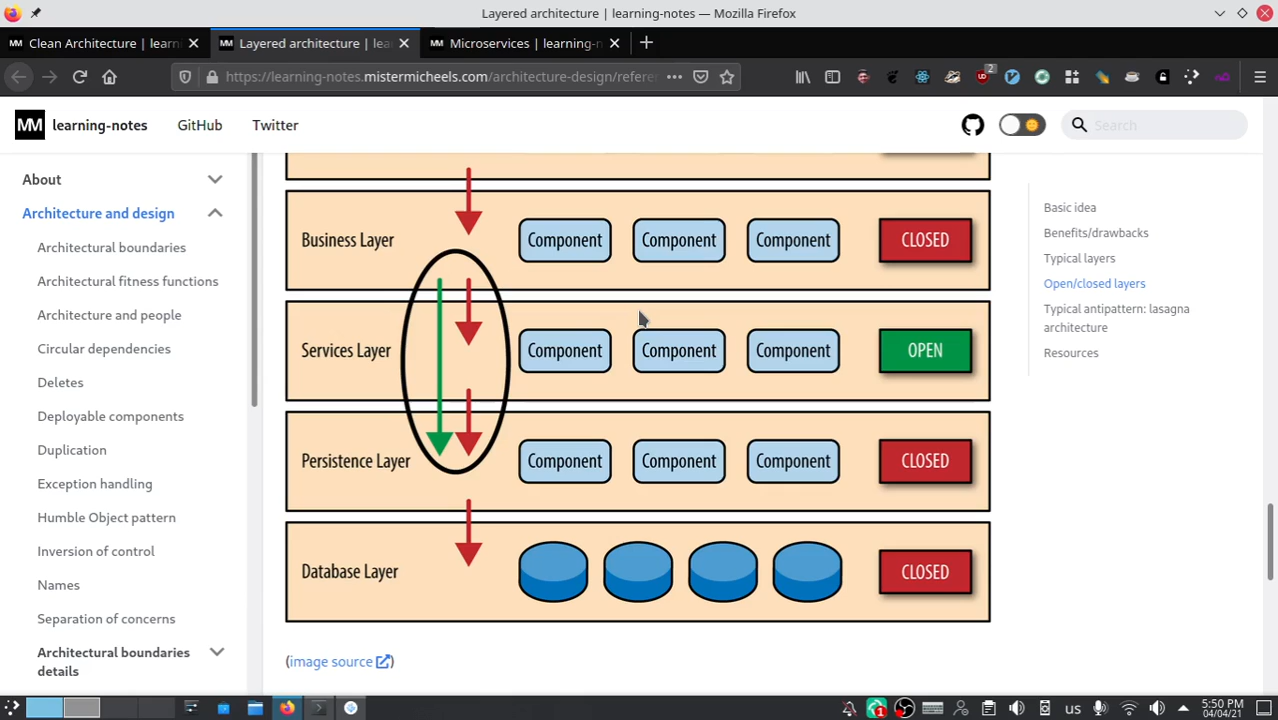 Layered architecture | learning-notes — Mozilla Firefox
Clean Architecture | learni
Layered architecture | lea
Microservices | learning-n
https://learning-notes.mistermicheels.com/architecture-design/refere
2
MM learning-notes GitHub Twitter Search
About
Architecture and design
Architectural boundaries
Architectural fitness functions
Architecture and people
Circular dependencies
Deletes
Deployable components
Duplication
Exception handling
Humble Object pattern
Inversion of control
Names
Separation of concerns
Architectural boundaries
details
Business Layer Component Component Component CLOSED
Services Layer Component Component Component OPEN
Persistence Layer Component Component Component CLOSED
Database Layer CLOSED
(image source)
Basic idea
Benefits/drawbacks
Typical layers
Open/closed layers
Typical antipattern: lasagna
architecture
Resources
1
us
5:50 PM
04/04/21